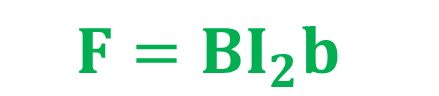 F = BI₂b